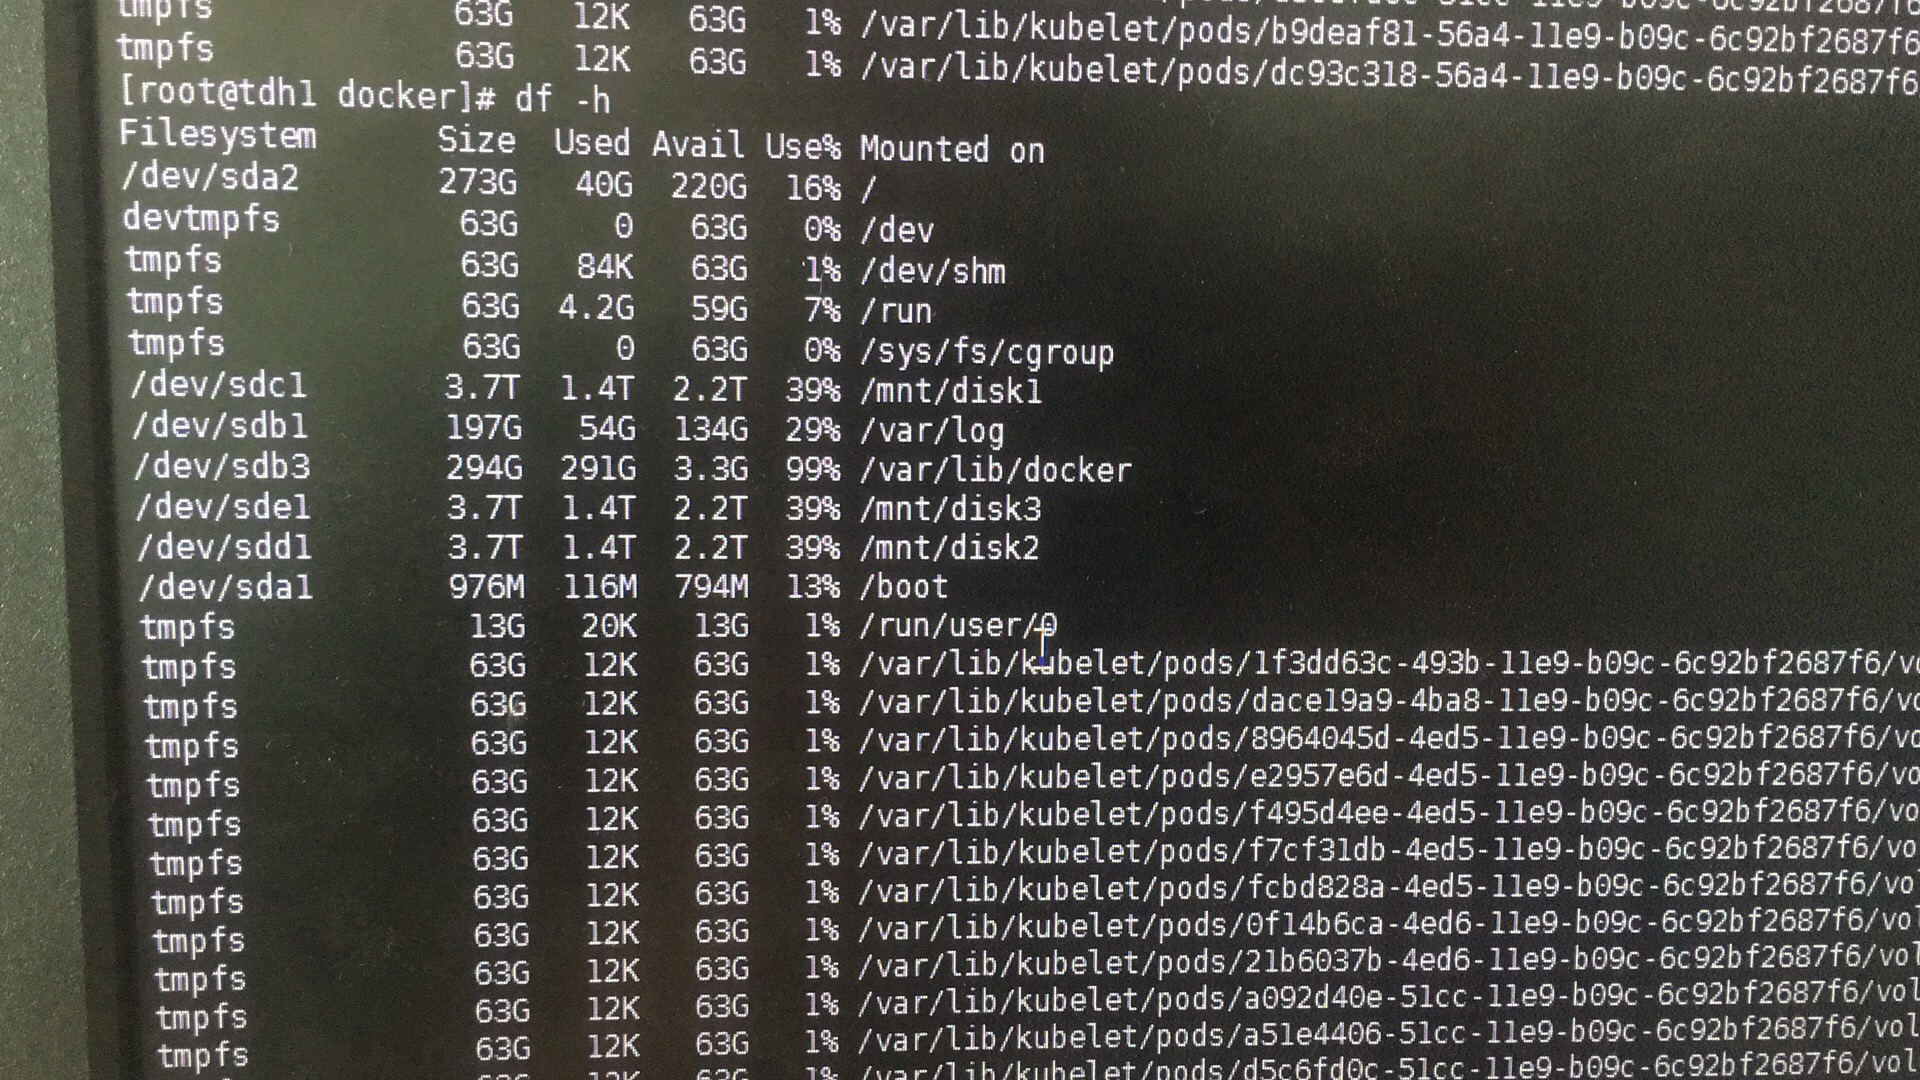 tmpfs 63G 12K 63G 1%
tmpfs 63G 12K 63G 1% /var/lib/kubelet/pods/b9deaf81-56a4-11e9-b09c-6c92bf2687f6
/var/lib/kubelet/pods/dc93c318-56a4-11e9-b09c-6c92bf2687f6
[root@tdh1 docker]# df -h
Filesystem Size Used Avail Use% Mounted on
/dev/sda2 273G 40G 220G 16% /
devtmpfs 63G 0 63G 0% /dev
tmpfs 63G 84K 63G 1% /dev/shm
tmpfs 63G 4.2G 59G 7% /run
tmpfs 63G 0 63G 0% /sys/fs/cgroup
/dev/sdc1 3.7T 1.4T 2.2T 39% /mnt/disk1
/dev/sdb1 197G 54G 134G 29% /var/log
/dev/sdb3 294G 291G 3.3G 99% /var/lib/docker
/dev/sde1 3.7T 1.4T 2.2T 39% /mnt/disk3
/dev/sdd1 3.7T 1.4T 2.2T 39% /mnt/disk2
/dev/sda1 976M 116M 794M 13% /boot
tmpfs 13G 20K 13G 1% /run/user/0
tmpfs 63G 12K 63G 1% /var/lib/kubelet/pods/1f3dd63c-493b-11e9-b09c-6c92bf2687f6/vo
tmpfs 63G 12K 63G 1% /var/lib/kubelet/pods/dace19a9-4ba8-11e9-b09c-6c92bf2687f6/vo
tmpfs 63G 12K 63G 1% /var/lib/kubelet/pods/8964045d-4ed5-11e9-b09c-6c92bf2687f6/vo
tmpfs 63G 12K 63G 1% /var/lib/kubelet/pods/e2957e6d-4ed5-11e9-b09c-6c92bf2687f6/vo
tmpfs 63G 12K 63G 1% /var/lib/kubelet/pods/f495d4ee-4ed5-11e9-b09c-6c92bf2687f6/vo
tmpfs 63G 12K 63G 1% /var/lib/kubelet/pods/f7cf31db-4ed5-11e9-b09c-6c92bf2687f6/vo
tmpfs 63G 12K 63G 1% /var/lib/kubelet/pods/fcbd828a-4ed5-11e9-b09c-6c92bf2687f6/vo
tmpfs 63G 12K 63G 1% /var/lib/kubelet/pods/0f14b6ca-4ed6-11e9-b09c-6c92bf2687f6/vol
tmpfs 63G 12K 63G 1% /var/lib/kubelet/pods/21b6037b-4ed6-11e9-b09c-6c92bf2687f6/vol
tmpfs 63G 12K 63G 1% /var/lib/kubelet/pods/a092d40e-51cc-11e9-b09c-6c92bf2687f6/vol
tmpfs 63G 12K 63G 1% /var/lib/kubelet/pods/a51e4406-51cc-11e9-b09c-6c92bf2687f6/vol
63G 12K 63G 1% /var/lib/kubelet/pods/d5c6fd0c-51cc-11e9-b09c-6c92bf2687f6/vol